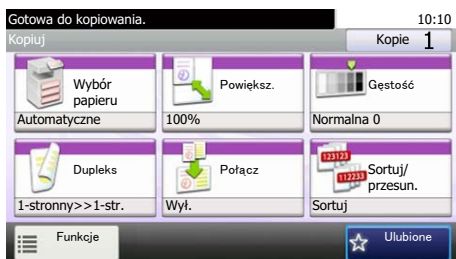 Gotowa do kopiowania.
10:10
Kopiuj
Kopie 1
Wybór
papieru
Automatyczne
Powiększ.
100%
Gęstość
Normalna 0
Dupleks
1-stronny>>1-str.
Połącz
Wył.
123123
112233
Sortuj/
przesun.
Sortuj
Funkcje
Ulubione